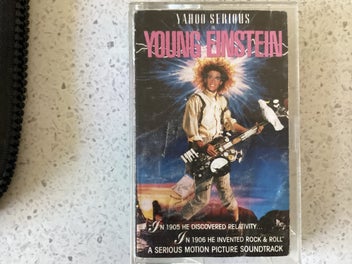 YAHOO SERIOUS
IN
YOUNG EINSTEIN
IN 1905 HE DISCOVERED RELATIVITY...
IN 1906 HE INVENTED ROCK & ROLL
A SERIOUS MOTION PICTURE SOUNDTRACK